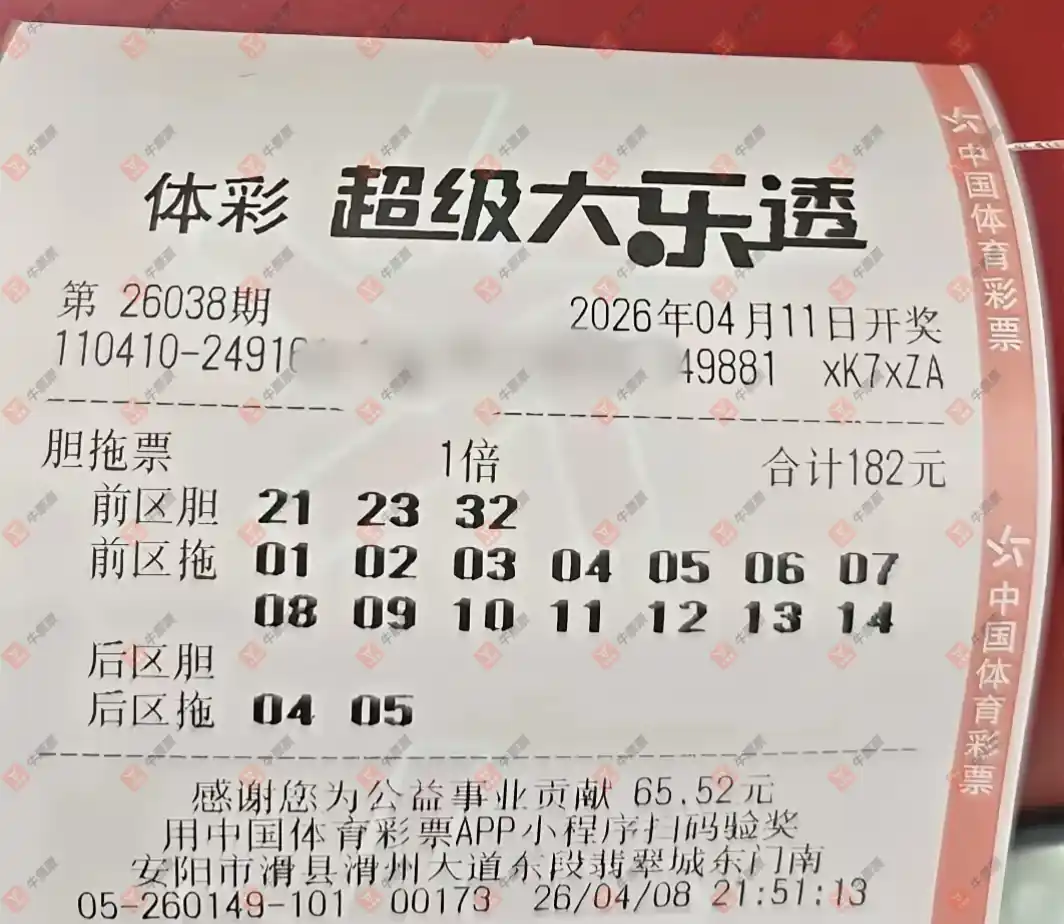 体彩 超级大乐透
第 26038期 2026年04月11日开奖
110410-2491 49881 xK7xZA
胆拖票 1倍 合计182元
前区胆 21 23 32
前区拖 01 02 03 04 05 06 07
08 09 10 11 12 13 14
后区胆
后区拖 04 05
感谢您为公益事业贡献 65.52元
用中国体育彩票APP小程序扫码验奖
安阳市滑县滑州大道东段翡翠城东门南
05-260149-101 00173 26/04/08 21:51:13
中国体育彩票
中国体育彩票
牛票票